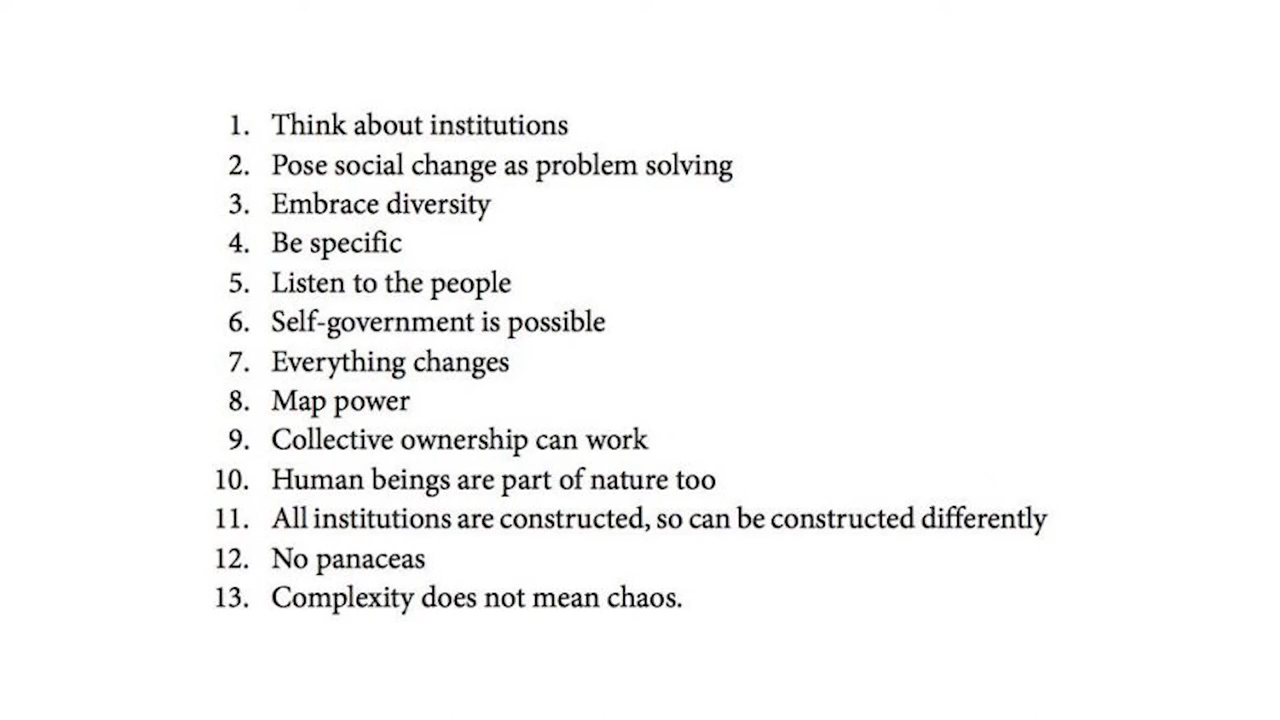 1. Think about institutions
2. Pose social change as problem solving
3. Embrace diversity
4. Be specific
5. Listen to the people
6. Self-government is possible
7. Everything changes
8. Map power
9. Collective ownership can work
10. Human beings are part of nature too
11. All institutions are constructed, so can be constructed differently
12. No panaceas
13. Complexity does not mean chaos.